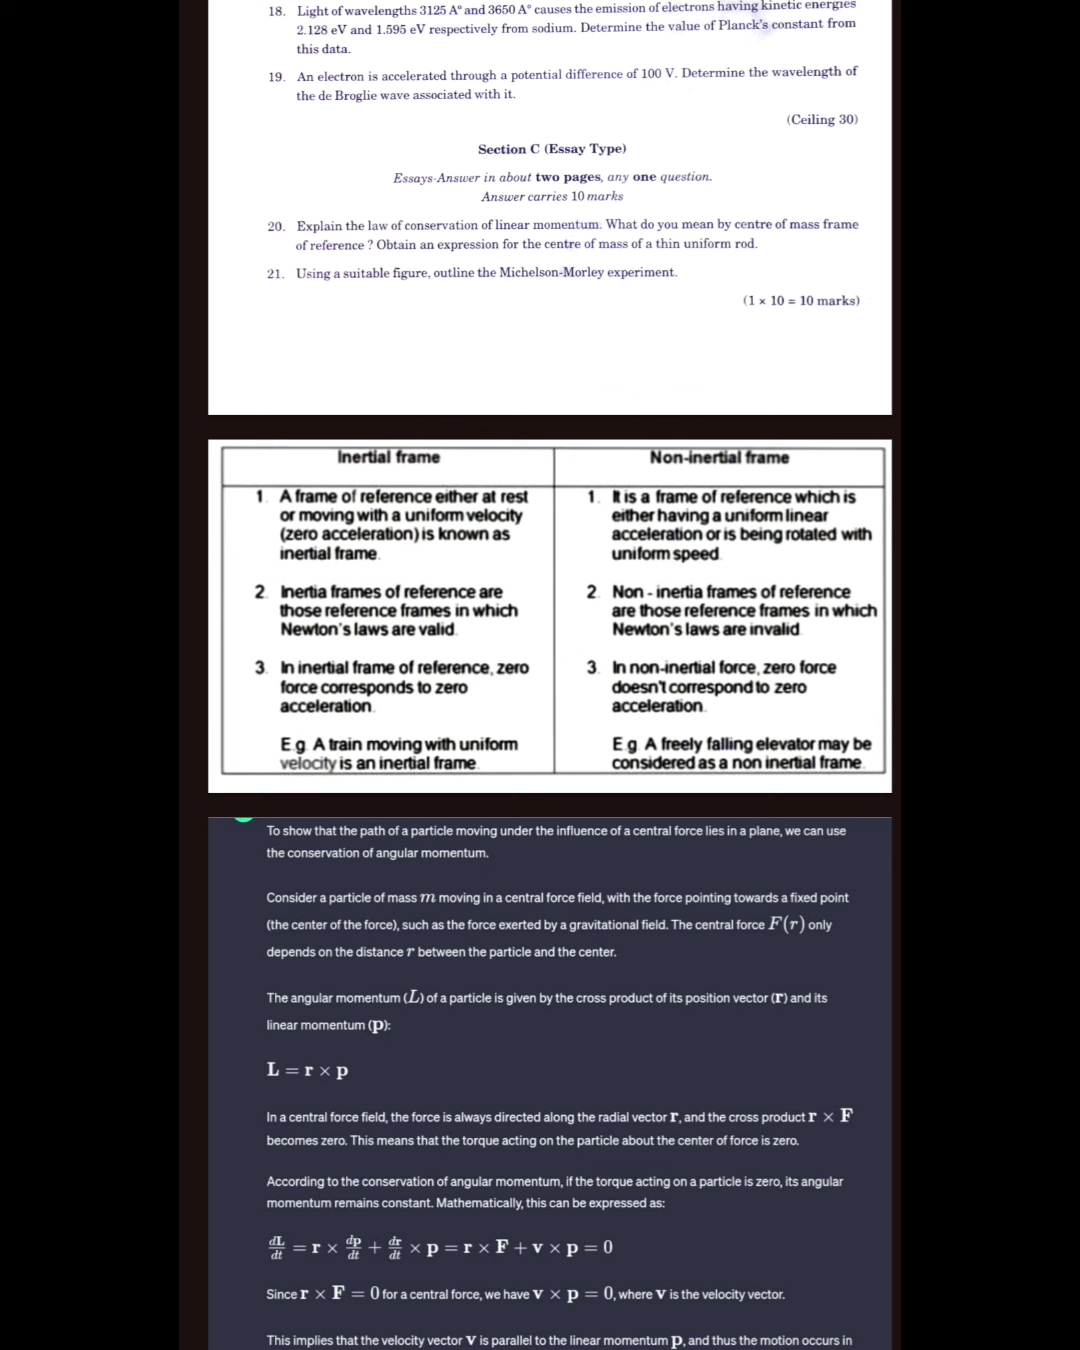 18. Light of wavelengths 3125 A° and 3650 A° causes the emission of electrons having kinetic energies
2.128 eV and 1.595 eV respectively from sodium. Determine the value of Planck's constant from
this data.
19. An electron is accelerated through a potential difference of 100 V. Determine the wavelength of
the de Broglie wave associated with it.
(Ceiling 30)
Section C (Essay Type)
Essays-Answer in about two pages, any one question.
Answer carries 10 marks
20. Explain the law of conservation of linear momentum. What do you mean by centre of mass frame
of reference ? Obtain an expression for the centre of mass of a thin uniform rod.
21. Using a suitable figure, outline the Michelson-Morley experiment.
(1 × 10 = 10 marks)
Inertial frame
1. A frame of reference either at rest
or moving with a uniform velocity
(zero acceleration) is known as
inertial frame.
2. Inertia frames of reference are
those reference frames in which
Newton's laws are valid.
3. In inertial frame of reference, zero
force corresponds to zero
acceleration.
E.g. A train moving with uniform
velocity is an inertial frame.
Non-inertial frame
1. It is a frame of reference which is
either having a uniform linear
acceleration or is being rotated with
uniform speed.
2. Non - inertia frames of reference
are those reference frames in which
Newton's laws are invalid.
3. In non-inertial force, zero force
doesn't correspond to zero
acceleration.
E.g. A freely falling elevator may be
considered as a non inertial frame.
To show that the path of a particle moving under the influence of a central force lies in a plane, we can use
the conservation of angular momentum.
Consider a particle of mass m moving in a central force field, with the force pointing towards a fixed point
(the center of the force), such as the force exerted by a gravitational field. The central force F(r) only
depends on the distance r between the particle and the center.
The angular momentum (L) of a particle is given by the cross product of its position vector (r) and its
linear momentum (p):
L = r × p
In a central force field, the force is always directed along the radial vector r, and the cross product r × F
becomes zero. This means that the torque acting on the particle about the center of force is zero.
According to the conservation of angular momentum, if the torque acting on a particle is zero, its angular
momentum remains constant. Mathematically, this can be expressed as:
dL/dt = r × dp/dt + dr/dt × p = r × F + v × p = 0
Since r × F = 0 for a central force, we have v × p = 0, where v is the velocity vector.
This implies that the velocity vector v is parallel to the linear momentum p, and thus the motion occurs in